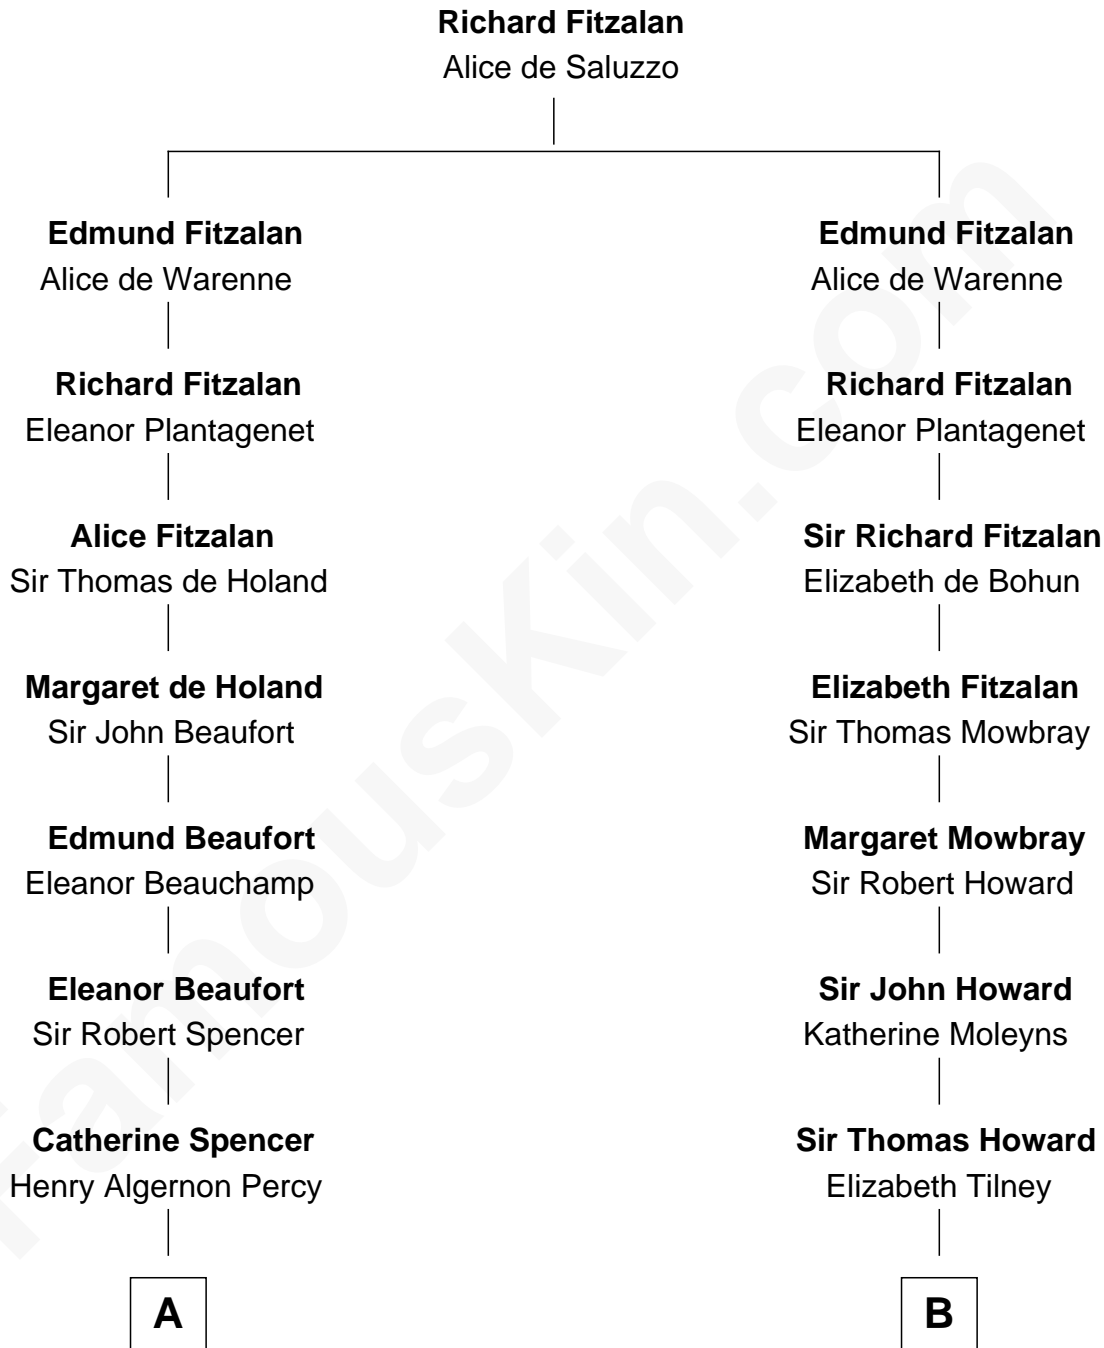 Richard Fitzalan
Alice de Saluzzo
Edmund Fitzalan
Alice de Warenne
Edmund Fitzalan
Alice de Warenne
Richard Fitzalan
Eleanor Plantagenet
Richard Fitzalan
Eleanor Plantagenet
Alice Fitzalan
Sir Thomas de Holand
Sir Richard Fitzalan
Elizabeth de Bohun
Margaret de Holand
Sir John Beaufort
Elizabeth Fitzalan
Sir Thomas Mowbray
Edmund Beaufort
Eleanor Beauchamp
Margaret Mowbray
Sir Robert Howard
Eleanor Beaufort
Sir Robert Spencer
Sir John Howard
Katherine Moleyns
Catherine Spencer
Henry Algernon Percy
Sir Thomas Howard
Elizabeth Tilney
A
B
FamousKin.com